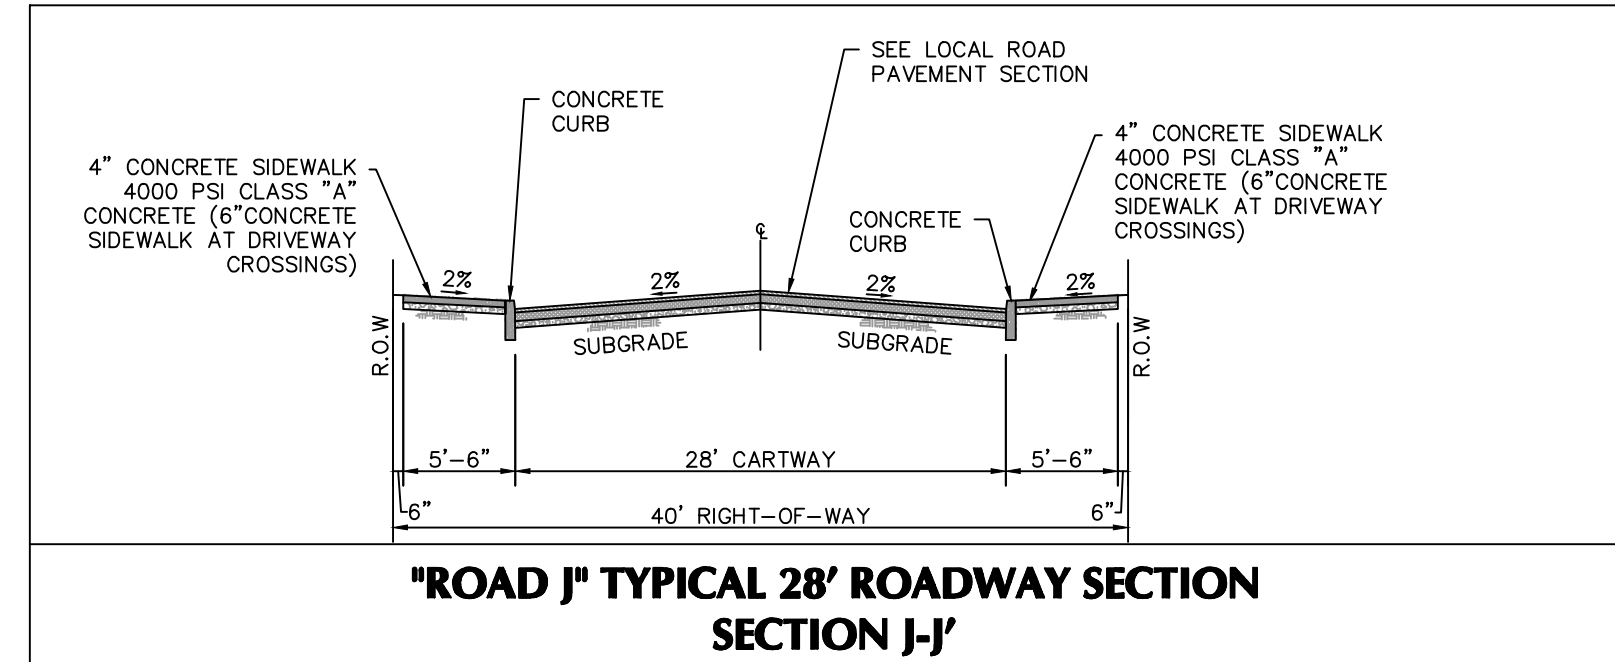 SEE LOCAL ROAD
PAVEMENT SECTION
CONCRETE
CURB
4” CONCRETE SIDEWALK
4000 PSI CLASS ”A”
CONCRETE (6”CONCRETE
SIDEWALK AT DRIVEWAY
CROSSINGS)
4” CONCRETE SIDEWALK
4000 PSI CLASS ”A”
CONCRETE (6”CONCRETE
SIDEWALK AT DRIVEWAY
CROSSINGS)
CONCRETE
CURB
℄
2%
2%
2%
2%
R.O.W
SUBGRADE
SUBGRADE
R.O.W
5’–6”
28’ CARTWAY
5’–6”
6”
40’ RIGHT–OF–WAY
6”
"ROAD J" TYPICAL 28’ ROADWAY SECTION
SECTION J-J’